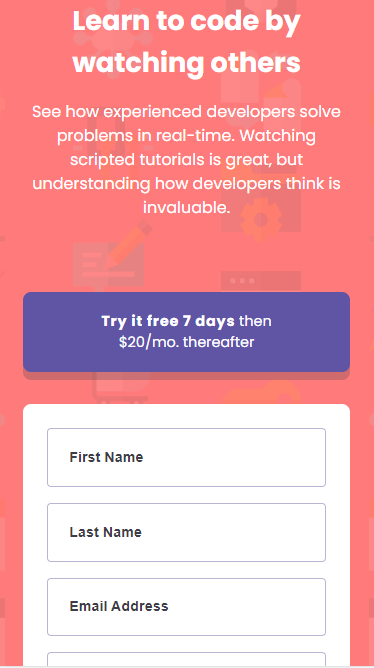 Learn to code by
watching others
See how experienced developers solve
problems in real-time. Watching
scripted tutorials is great, but
understanding how developers think is
invaluable.
Try it free 7 days then
$20/mo. thereafter
First Name
Last Name
Email Address